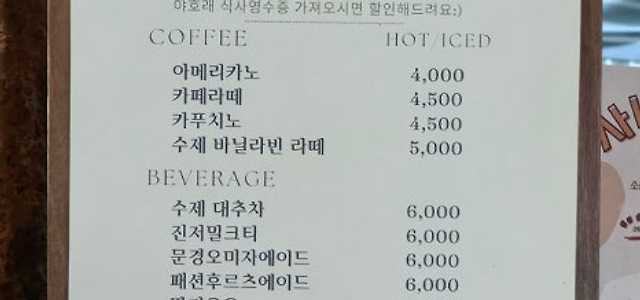 야호래 식사영수증 가져오시면 할인해드려요:)
COFFEE HOT/ICED
아메리카노 4,000
카페라떼 4,500
카푸치노 4,500
수제 바닐라빈 라떼 5,000
BEVERAGE
수제 대추차 6,000
진저밀크티 6,000
문경오미자에이드 6,000
패션후르츠에이드 6,000